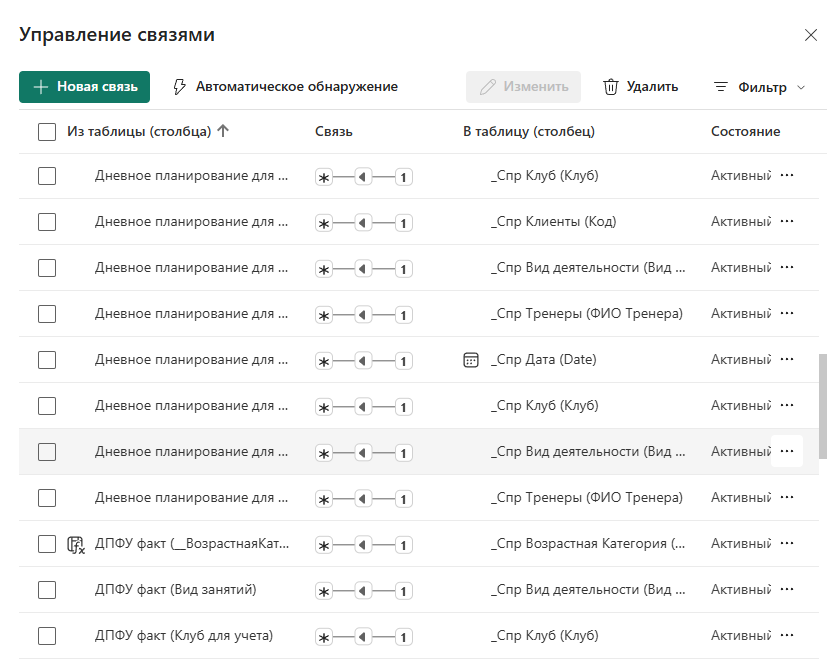 Управление связями
Новая связь Автоматическое обнаружение Изменить Удалить Фильтр
Из таблицы (столбца) Связь В таблицу (столбец) Состояние
Дневное планирование для ... * 1 _Спр Клуб (Клуб) Активный ...
Дневное планирование для ... * 1 _Спр Клиенты (Код) Активный ...
Дневное планирование для ... * 1 _Спр Вид деятельности (Вид ... Активный ...
Дневное планирование для ... * 1 _Спр Тренеры (ФИО Тренера) Активный ...
Дневное планирование для ... * 1 _Спр Дата (Date) Активный ...
Дневное планирование для ... * 1 _Спр Клуб (Клуб) Активный ...
Дневное планирование для ... * 1 _Спр Вид деятельности (Вид ... Активный ...
Дневное планирование для ... * 1 _Спр Тренеры (ФИО Тренера) Активный ...
ДПФУ факт (__ВозрастнаяКат... * 1 _Спр Возрастная Категория (... Активный ...
ДПФУ факт (Вид занятий) * 1 _Спр Вид деятельности (Вид ... Активный ...
ДПФУ факт (Клуб для учета) * 1 _Спр Клуб (Клуб) Активный ...